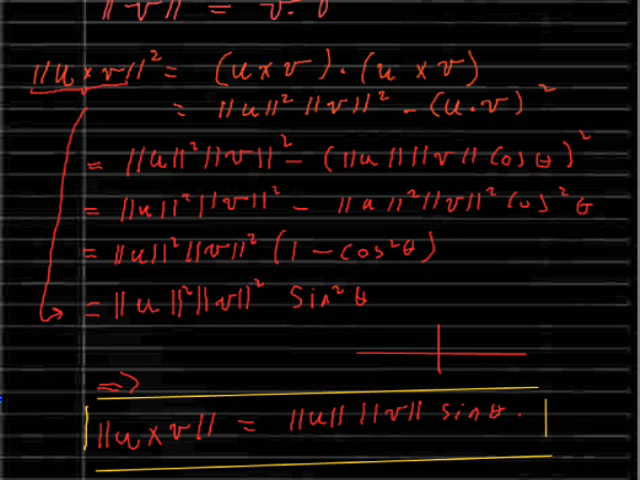 ||v|| = v.
||u × v||² = (u × v) · (u × v)
= ||u||² ||v||² - (u · v)²
= ||u||² ||v||² - (||u|| ||v|| cos θ)²
= ||u||² ||v||² - ||u||² ||v||² cos² θ
= ||u||² ||v||² (1 - cos² θ)
= ||u||² ||v||² Sin² θ
=>
||u × v|| = ||u|| ||v|| sin θ.